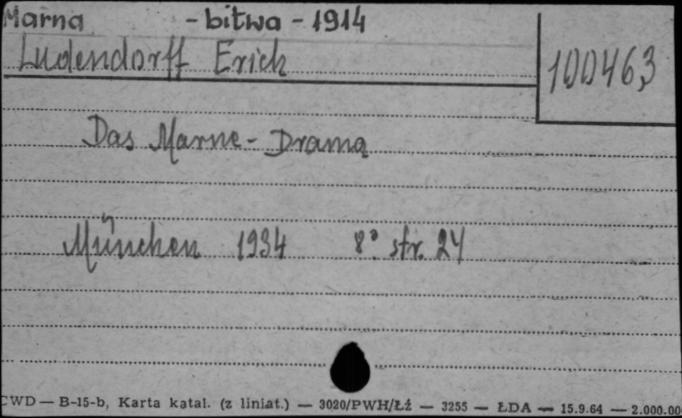 Marna - bitwa - 1914
Ludendorff Erich
100463
Das Marne-Drama
München 1934 8° str. 24
CWD — B-15-b, Karta katal. (z liniat.) — 3020/PWH/Łź — 3255 — ŁDA — 15.9.64 — 2.000.00